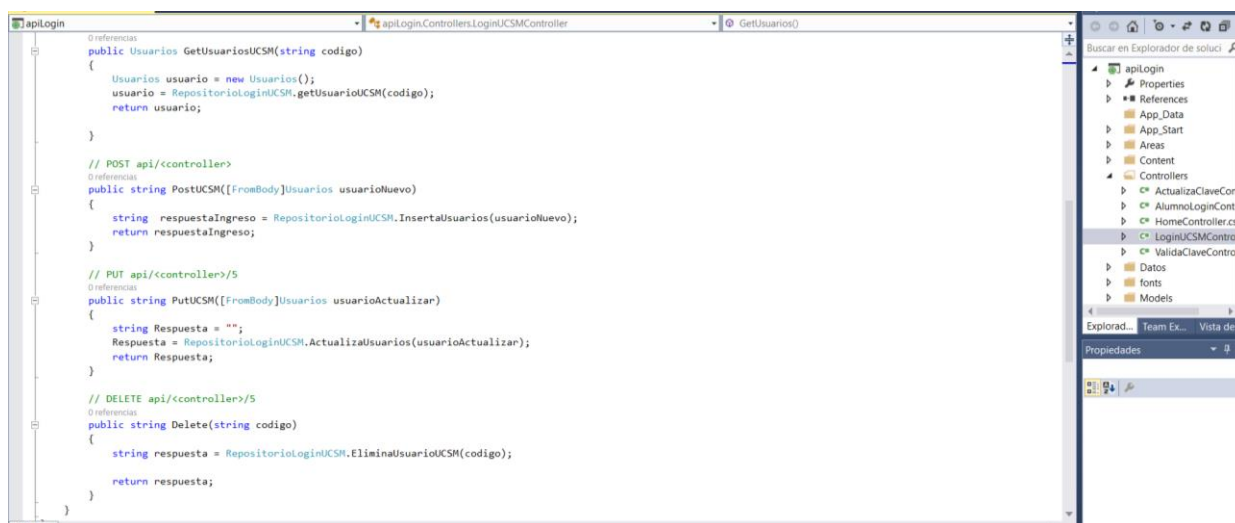 apiLogin
apiLogin.Controllers.LoginUCSMController
GetUsuarios()
0 referencias
public Usuarios GetUsuariosUCSM(string codigo)
{
Usuarios usuario = new Usuarios();
usuario = RepositorioLoginUCSM.getUsuarioUCSM(codigo);
return usuario;
}
// POST api/<controller>
0 referencias
public string PostUCSM([FromBody]Usuarios usuarioNuevo)
{
string respuestaIngreso = RepositorioLoginUCSM.InsertaUsuarios(usuarioNuevo);
return respuestaIngreso;
}
// PUT api/<controller>/5
0 referencias
public string PutUCSM([FromBody]Usuarios usuarioActualizar)
{
string Respuesta = "";
Respuesta = RepositorioLoginUCSM.ActualizaUsuarios(usuarioActualizar);
return Respuesta;
}
// DELETE api/<controller>/5
0 referencias
public string Delete(string codigo)
{
string respuesta = RepositorioLoginUCSM.EliminaUsuarioUCSM(codigo);
return respuesta;
}
}
Buscar en Explorador de soluci
apiLogin
Properties
References
App_Data
App_Start
Areas
Content
Controllers
C# ActualizaClaveCon
C# AlumnoLoginCont
C# HomeController.cs
C# LoginUCSMContro
C# ValidaClaveContro
Datos
fonts
Models
Explorad... Team Ex... Vista de
Propiedades